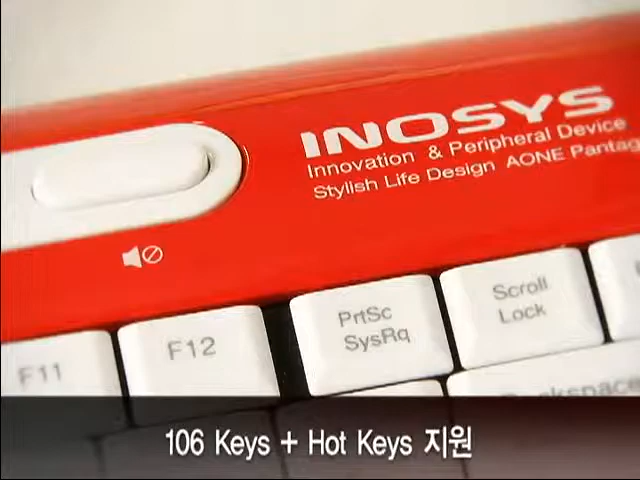 INOSYS
Innovation & Peripheral Device
Stylish Life Design AONE Pantag
PrtSc
SysRq
Scroll
Lock
F11
F12
Backspace
106 Keys + Hot Keys 지원